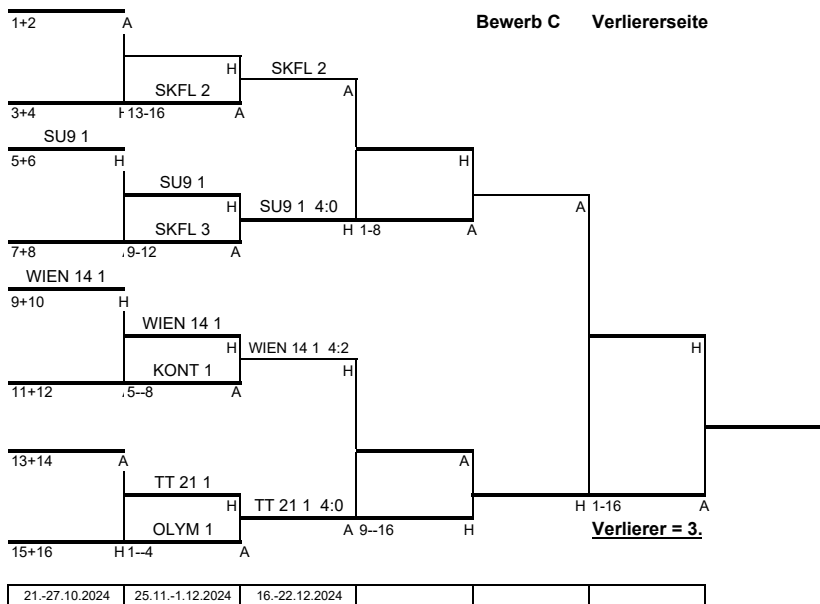 Bewerb C Verliererseite
1+2 A
H SKFL 2
SKFL 2 A
3+4 H 13-16 A
SU9 1
5+6 H H
SU9 1 A
H SU9 1 4:0
SKFL 3 H 1-8 A
7+8 9-12 A
WIEN 14 1
9+10 H
WIEN 14 1
H WIEN 14 1 4:2 H
KONT 1 H
11+12 5--8 A
13+14 A A
TT 21 1
H TT 21 1 4:0 H 1-16 A
OLYM 1 A 9--16 H Verlierer = 3.
15+16 H 1--4 A
21.-27.10.2024 25.11.-1.12.2024 16.-22.12.2024